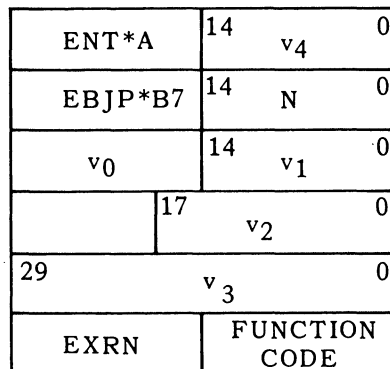 ENT*A 14 v4 0
EBJP*B7 14 N 0
v0 14 v1 0
17 v2 0
29 v3 0
EXRN FUNCTION
CODE